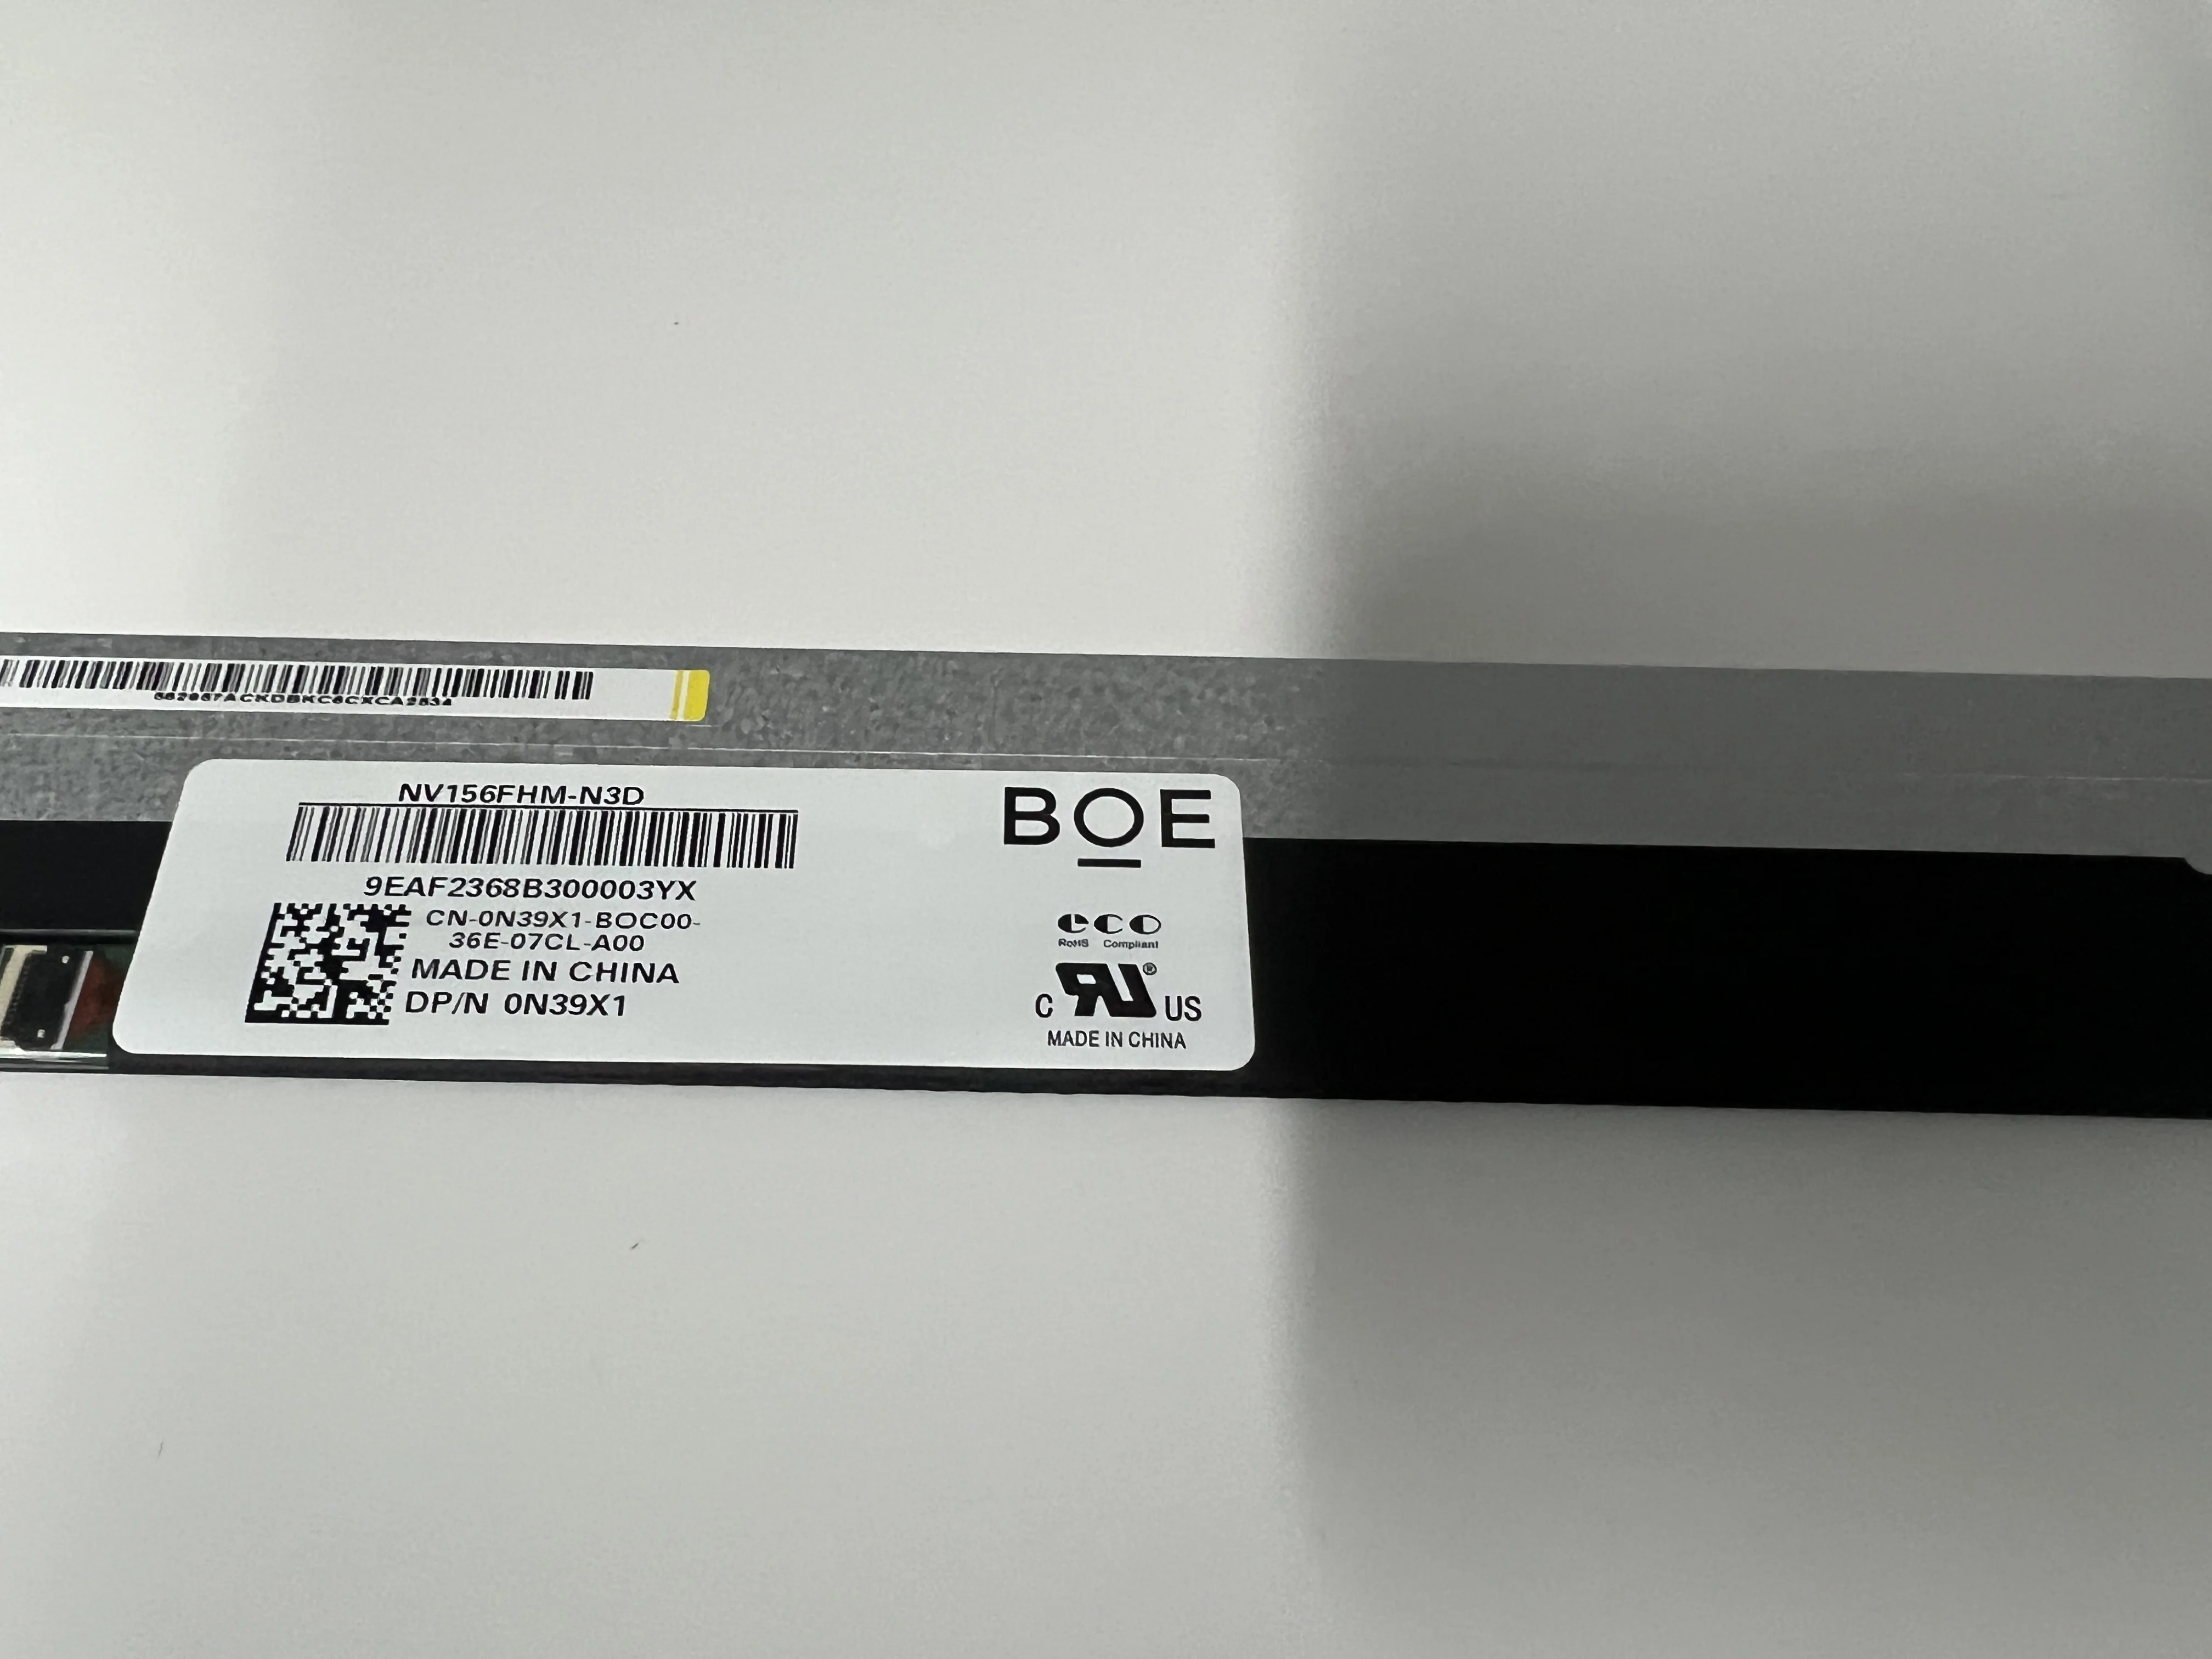 NV156FHM-N3D
9EAF2368B300003YX
CN-0N39X1-BOC00-
36E-07CL-A00
MADE IN CHINA
DP/N 0N39X1
BOE
eco
RoHS Compliant
C RU® US
MADE IN CHINA